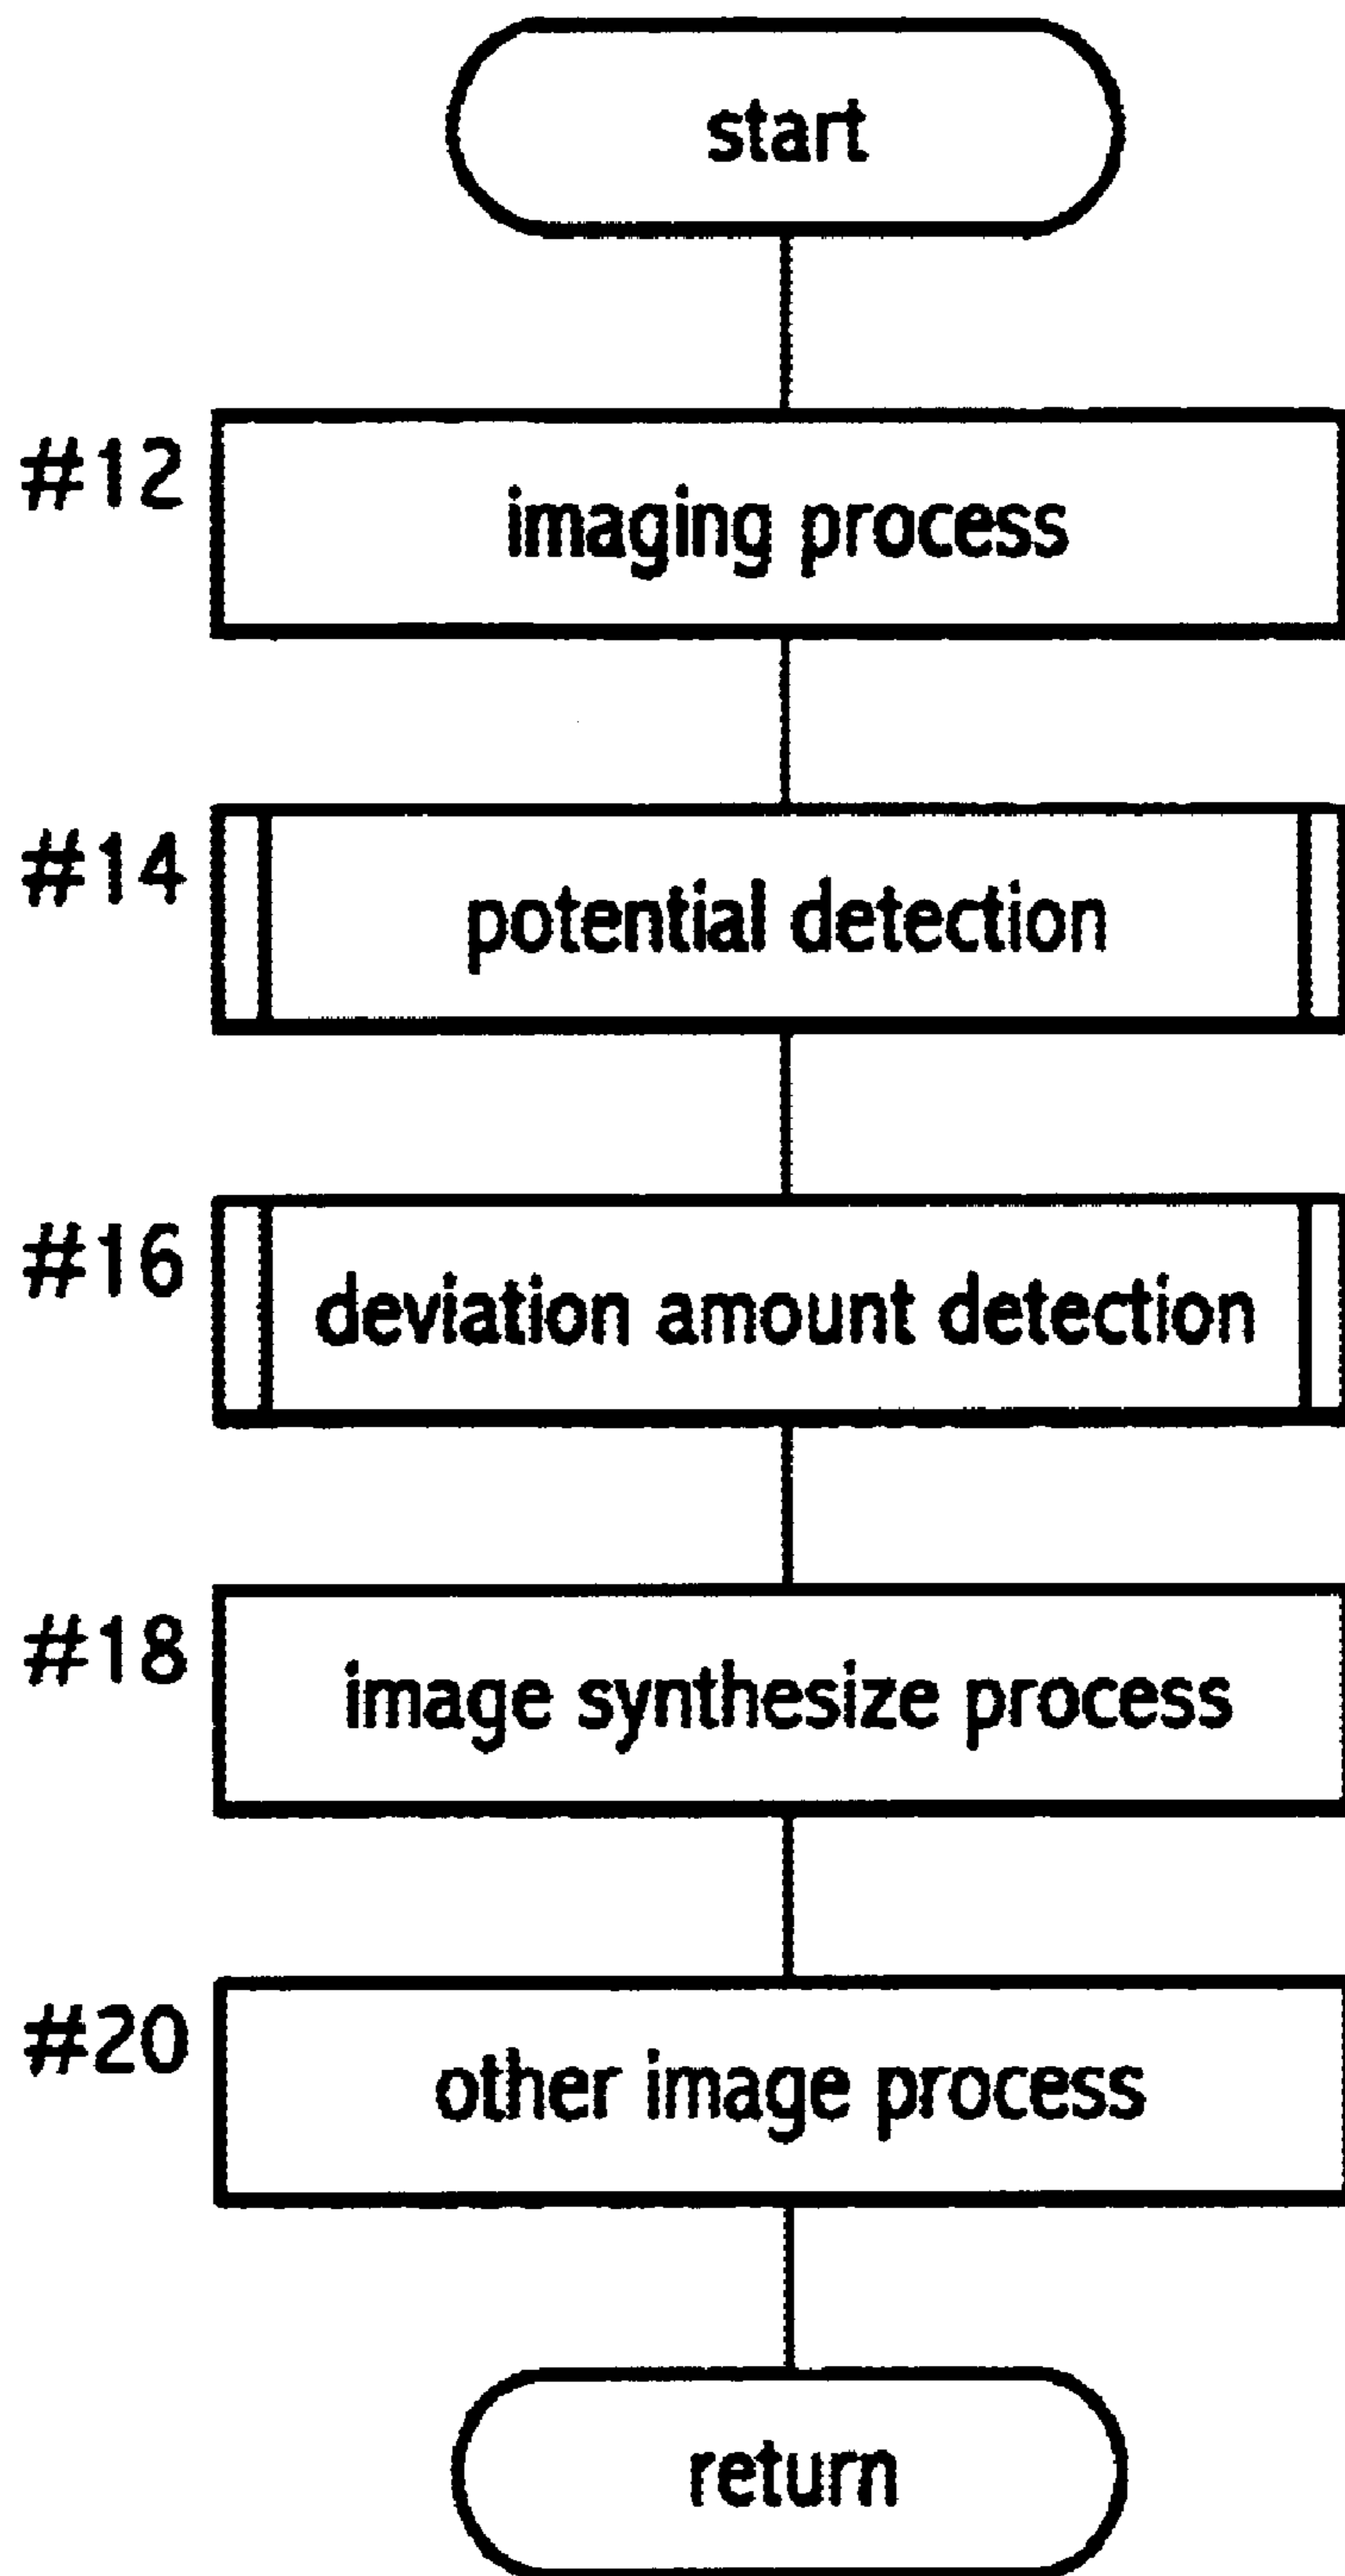 start
#12 imaging process
#14 potential detection
#16 deviation amount detection
#18 image synthesize process
#20 other image process
return